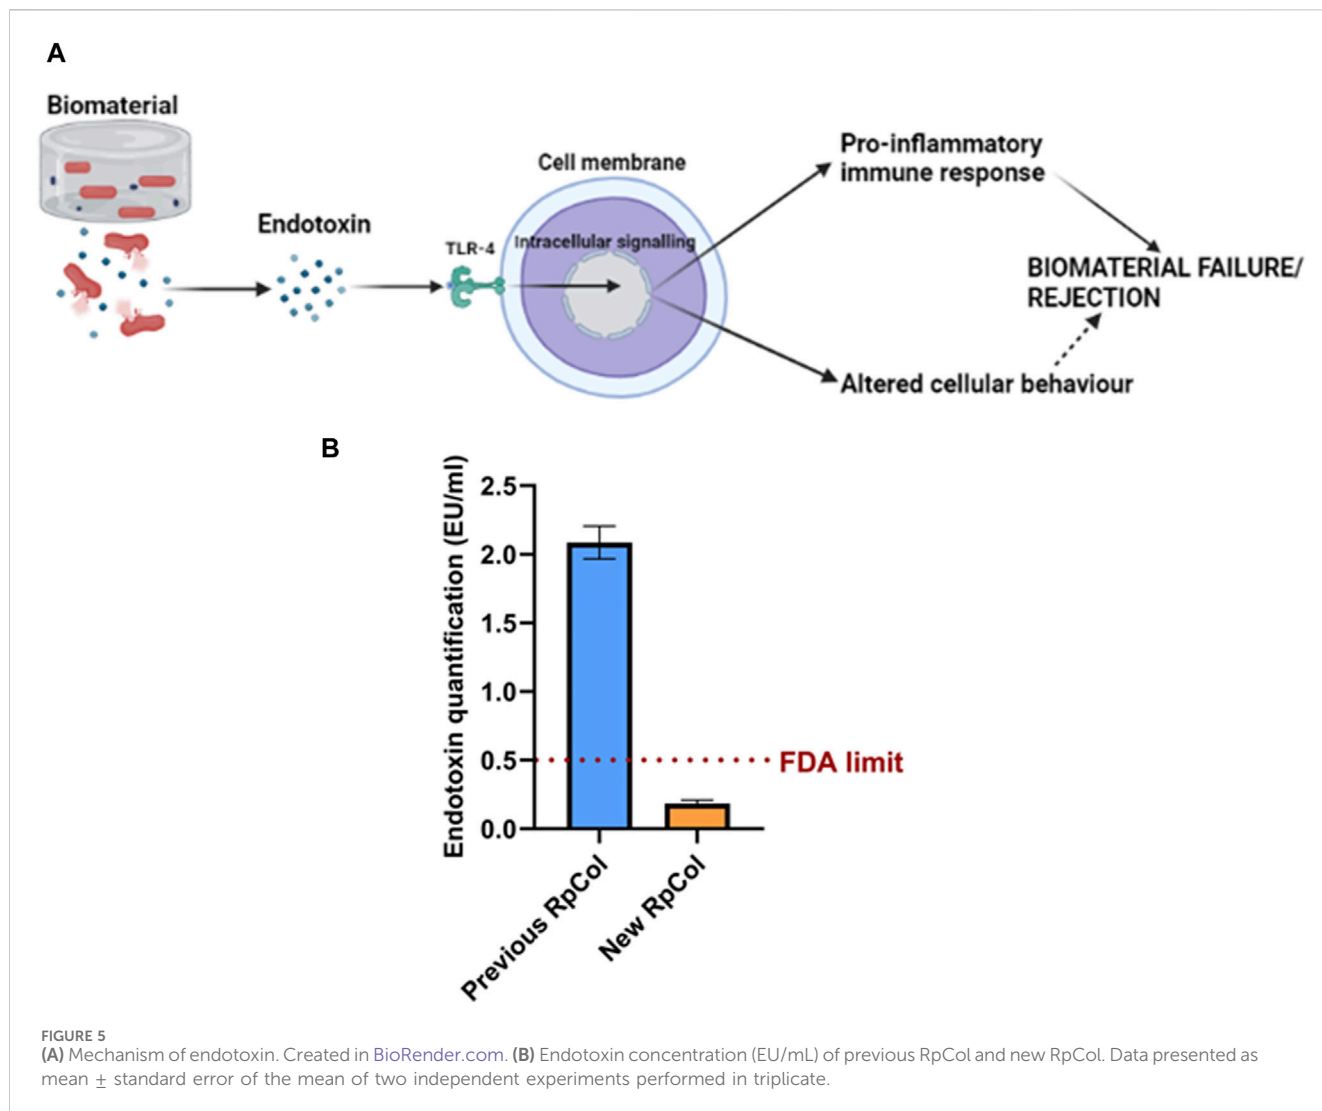 A
Biomaterial
Endotoxin
TLR-4
Cell membrane
Intracellular signalling
Pro-inflammatory
immune response
BIOMATERIAL FAILURE/
REJECTION
Altered cellular behaviour
B
Endotoxin quantification (EU/ml)
2.5
2.0
1.5
1.0
0.5
0.0
FDA limit
Previous RpCol
New RpCol
FIGURE 5
(A) Mechanism of endotoxin. Created in BioRender.com. (B) Endotoxin concentration (EU/mL) of previous RpCol and new RpCol. Data presented as
mean ± standard error of the mean of two independent experiments performed in triplicate.